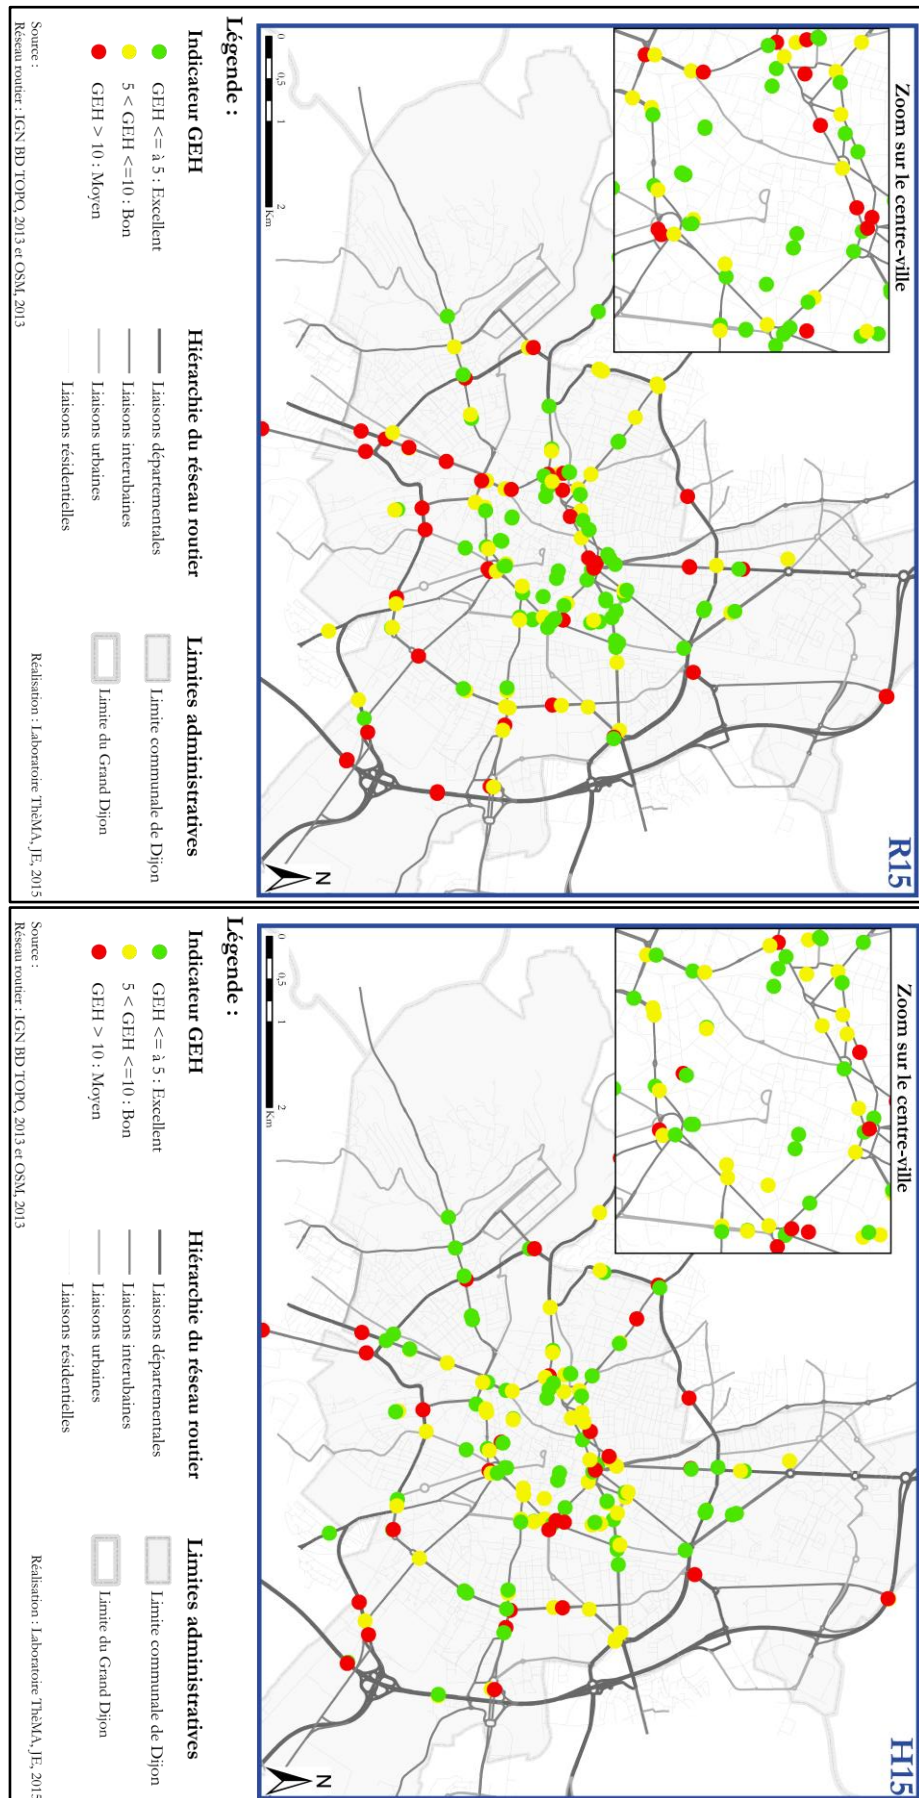 R15
Zoom sur le centre-ville
0 0,5 1 2
Km
N
Légende :
Indicateur GEH
GEH <= à 5 : Excellent
5 < GEH <=10 : Bon
GEH > 10 : Moyen
Hiérarchie du réseau routier
Liaisons départementales
Liaisons interubaines
Liaisons urbaines
Liaisons résidentielles
Limites administratives
Limite communale de Dijon
Limite du Grand Dijon
Source :
Réseau routier : IGN BD TOPO, 2013 et OSM, 2013
Réalisation : Laboratoire ThéMA, JE, 2015
H15
Zoom sur le centre-ville
0 0,5 1 2
Km
N
Légende :
Indicateur GEH
GEH <= à 5 : Excellent
5 < GEH <=10 : Bon
GEH > 10 : Moyen
Hiérarchie du réseau routier
Liaisons départementales
Liaisons interubaines
Liaisons urbaines
Liaisons résidentielles
Limites administratives
Limite communale de Dijon
Limite du Grand Dijon
Source :
Réseau routier : IGN BD TOPO, 2013 et OSM, 2013
Réalisation : Laboratoire ThéMA, JE, 2015